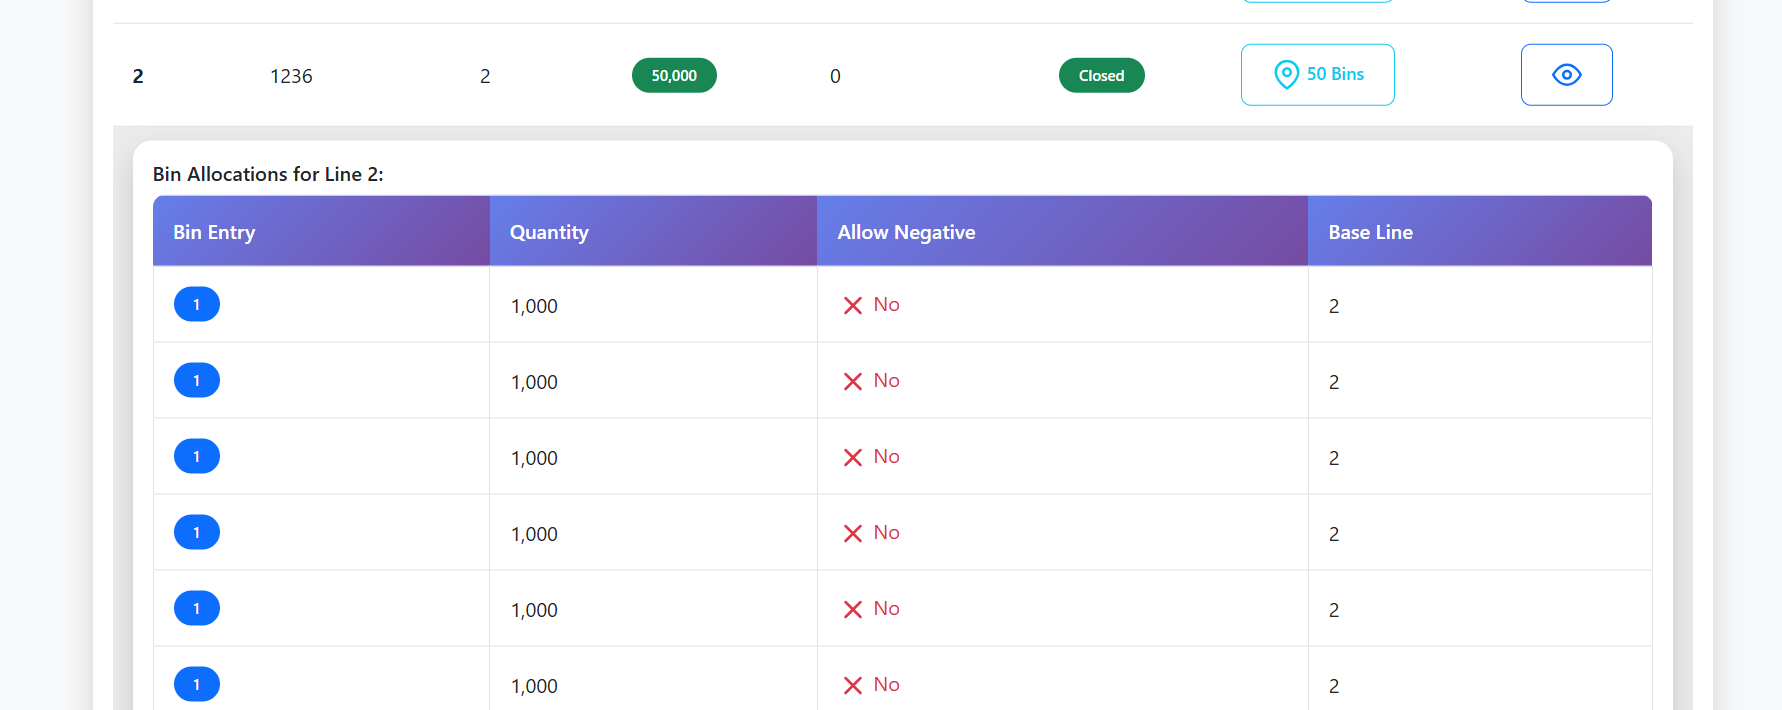 2 1236 2 50,000 0 Closed 50 Bins
Bin Allocations for Line 2:
Bin Entry Quantity Allow Negative Base Line
1 1,000 No 2
1 1,000 No 2
1 1,000 No 2
1 1,000 No 2
1 1,000 No 2
1 1,000 No 2